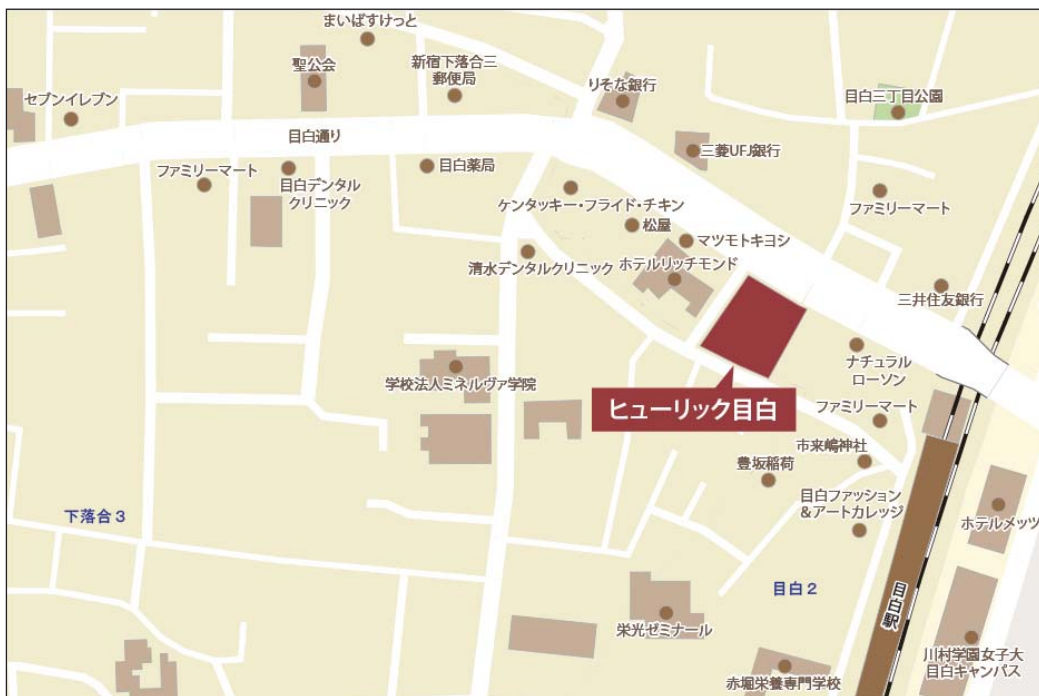 まいばすけっと
聖公会
新宿下落合三
郵便局
りそな銀行
目白三丁目公園
セブンイレブン
目白通り
三菱UFJ銀行
ファミリーマート
目白デンタル
クリニック
目白薬局
ケンタッキー・フライド・チキン
ファミリーマート
松屋
マツモトキヨシ
清水デンタルクリニック
ホテルリッチモンド
三井住友銀行
ナチュラル
ローソン
学校法人ミネルヴァ学院
ヒューリック目白
ファミリーマート
市来嶋神社
豊坂稲荷
目白ファッション
&アートカレッジ
下落合3
ホテルメッツ
目白2
目白駅
栄光ゼミナール
川村学園女子大
目白キャンパス
赤堀栄養専門学校